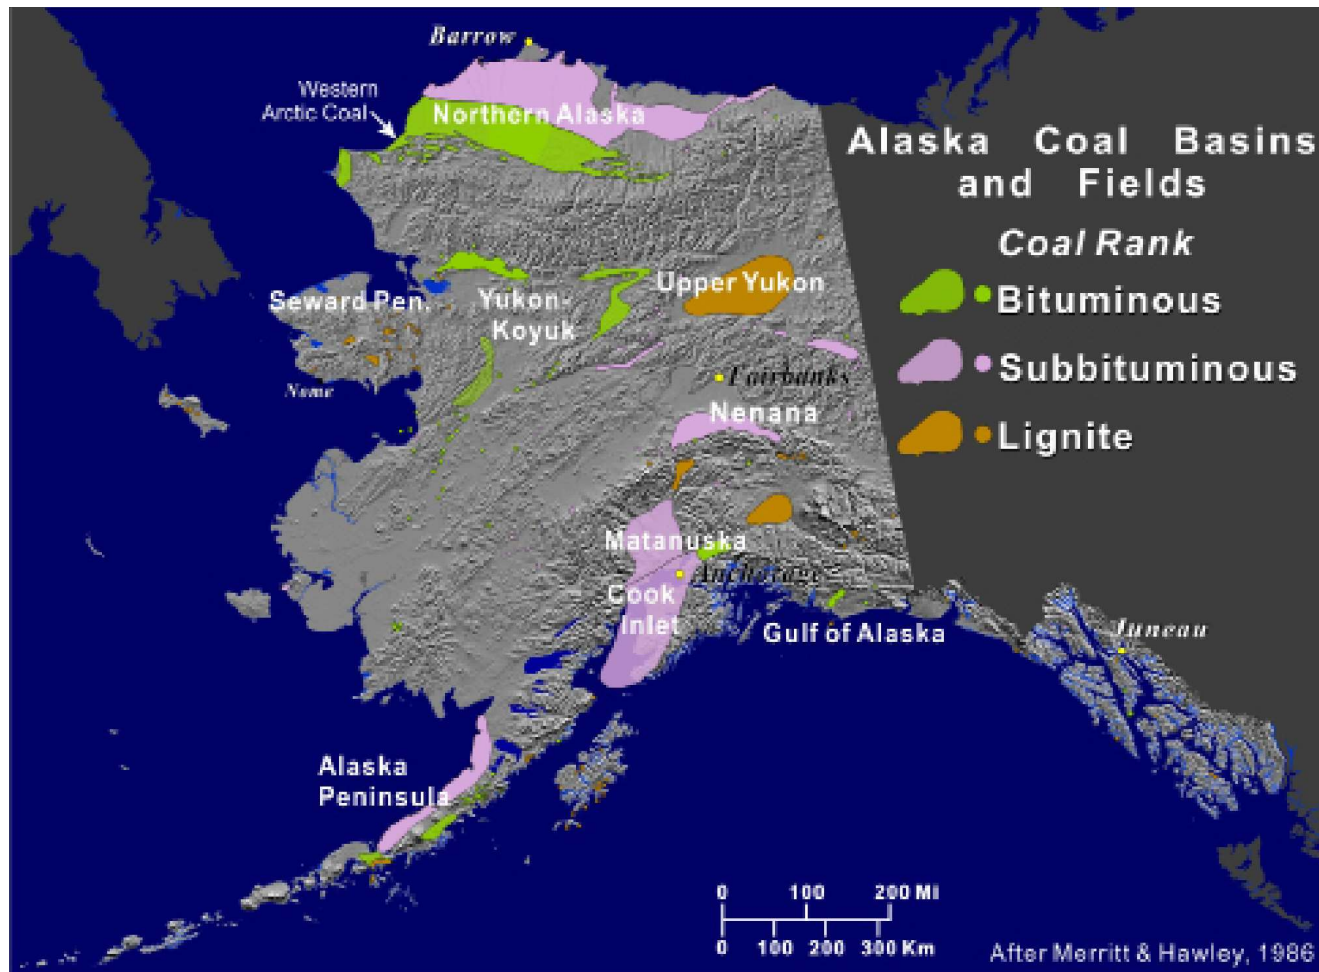 Barrow
Western
Arctic Coal
Northern Alaska
Alaska Coal Basins
and Fields
Coal Rank
Bituminous
Subbituminous
Lignite
Seward Pen.
Yukon-
Koyuk
Upper Yukon
Nome
Fairbanks
Nenana
Matanuska
Anchorage
Cook
Inlet
Gulf of Alaska
Juneau
Alaska
Peninsula
0 100 200 MI
0 100 200 300 Km
After Merritt & Hawley, 1986